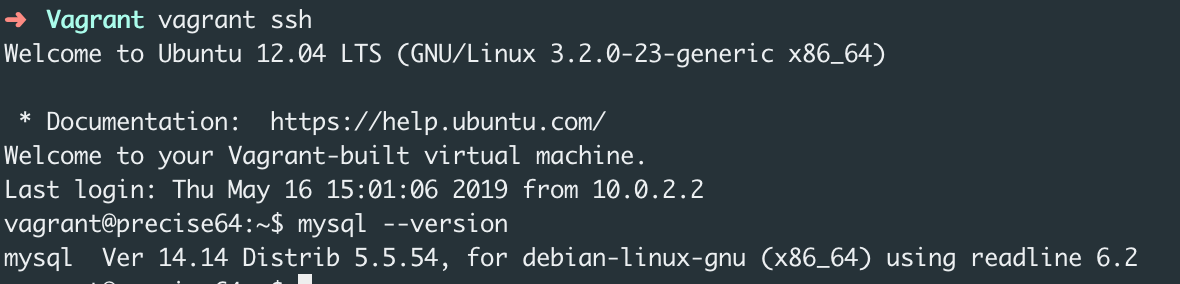 ➜ Vagrant vagrant ssh
Welcome to Ubuntu 12.04 LTS (GNU/Linux 3.2.0-23-generic x86_64)
* Documentation: https://help.ubuntu.com/
Welcome to your Vagrant-built virtual machine.
Last login: Thu May 16 15:01:06 2019 from 10.0.2.2
vagrant@precise64:~$ mysql --version
mysql Ver 14.14 Distrib 5.5.54, for debian-linux-gnu (x86_64) using readline 6.2